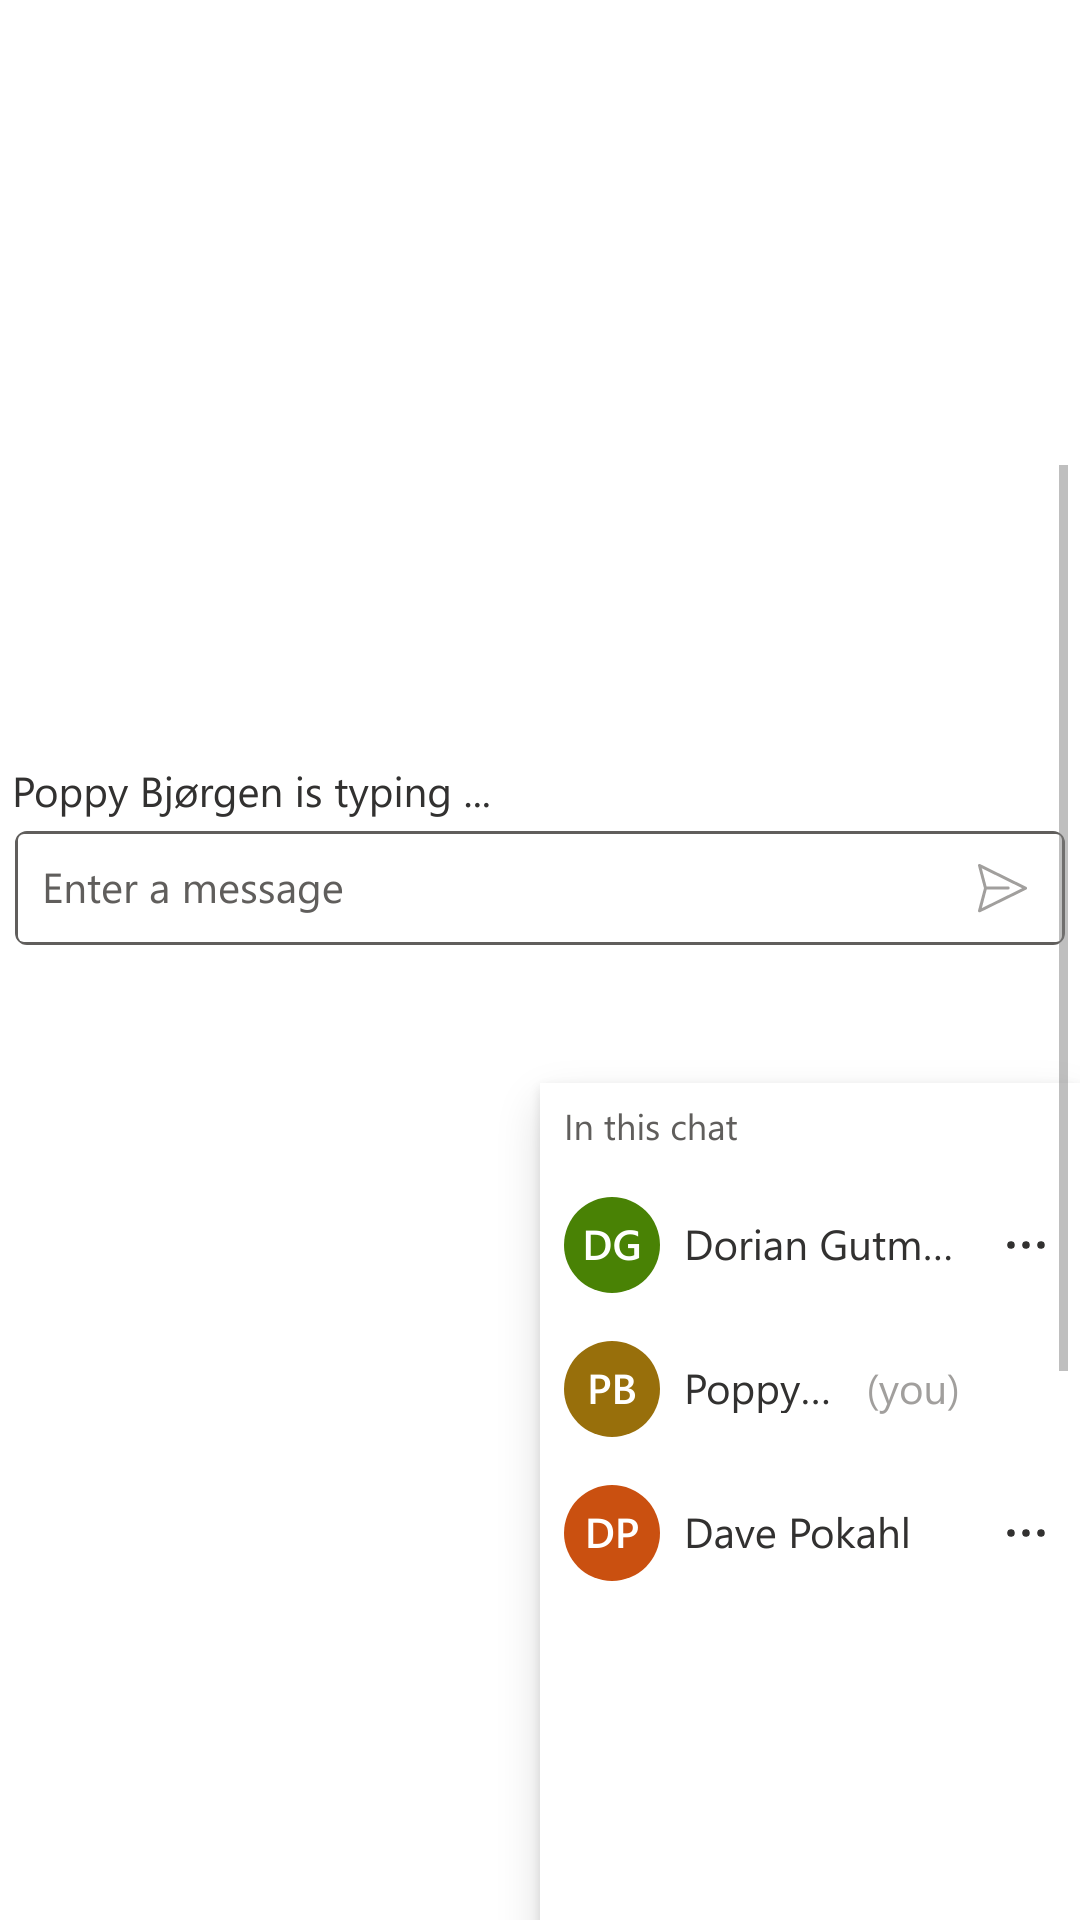 Poppy Bjørgen is typing ...
Enter a message
In this chat
DG Dorian Gutm...
PB Poppy... (you)
DP Dave Pokahl